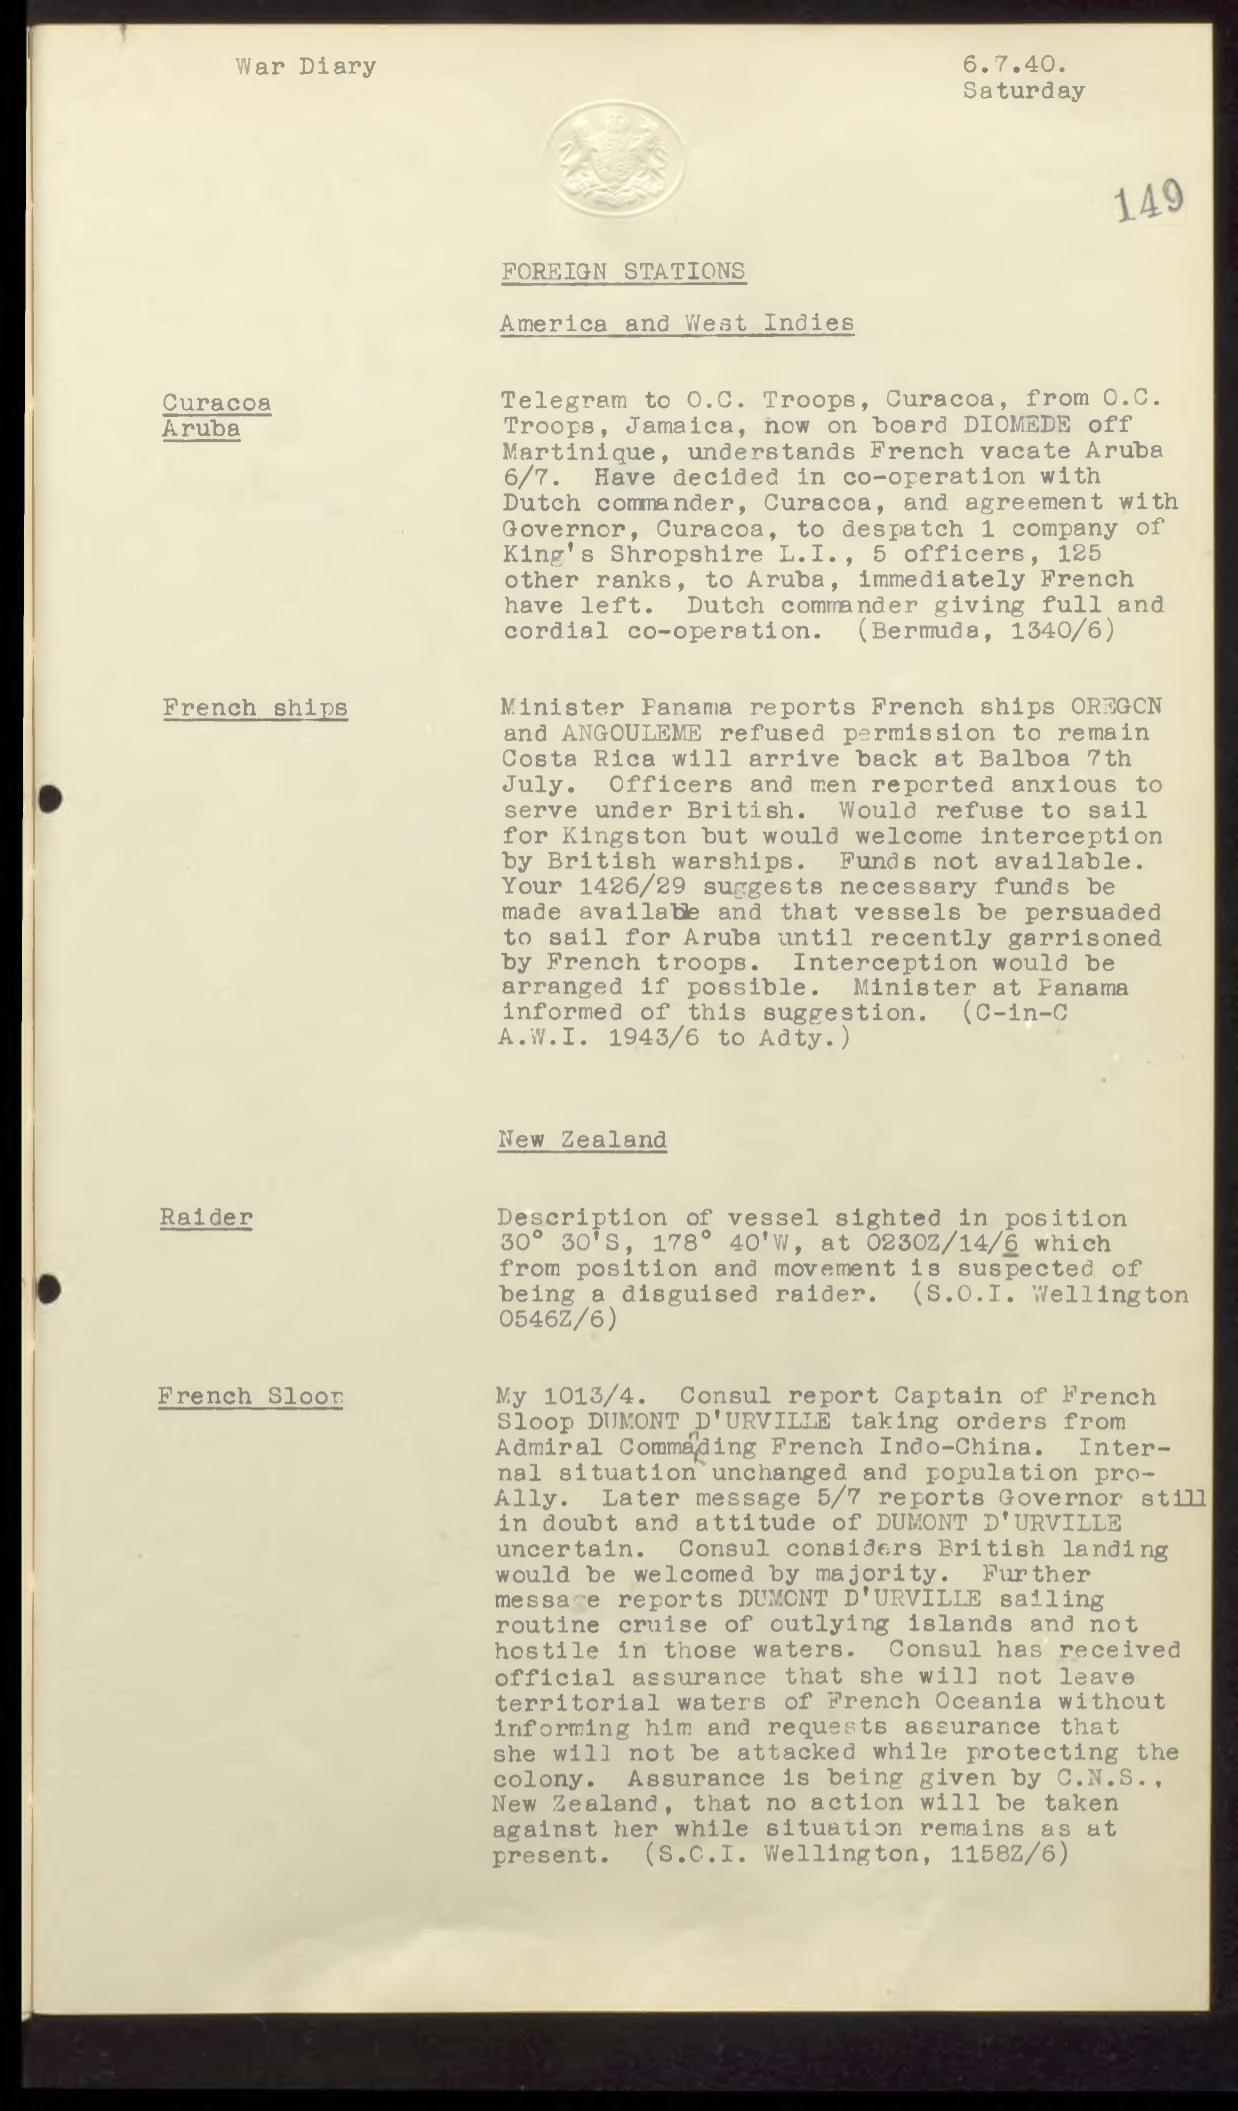 War Diary
6.7.40.
Saturday
149
FOREIGN STATIONS
America and West Indies
Curacoa
Aruba
Telegram to O.C. Troops, Curacoa, from O.C.
Troops, Jamaica, now on board DIOMEDE off
Martinique, understands French vacate Aruba
6/7. Have decided in co-operation with
Dutch commander, Curacoa, and agreement with
Governor, Curacoa, to despatch 1 company of
King's Shropshire L.I., 5 officers, 125
other ranks, to Aruba, immediately French
have left. Dutch commander giving full and
cordial co-operation. (Bermuda, 1340/6)
French ships
Minister Panama reports French ships OREGON
and ANGOULEME refused permission to remain
Costa Rica will arrive back at Balboa 7th
July. Officers and men reported anxious to
serve under British. Would refuse to sail
for Kingston but would welcome interception
by British warships. Funds not available.
Your 1426/29 suggests necessary funds be
made available and that vessels be persuaded
to sail for Aruba until recently garrisoned
by French troops. Interception would be
arranged if possible. Minister at Panama
informed of this suggestion. (C-in-C
A.W.I. 1943/6 to Adty.)
New Zealand
Raider
Description of vessel sighted in position
30° 30'S, 178° 40'W, at 0230Z/14/6 which
from position and movement is suspected of
being a disguised raider. (S.O.I. Wellington
0546Z/6)
French Sloop
My 1013/4. Consul report Captain of French
Sloop DUMONT D'URVILLE taking orders from
Admiral Commanding French Indo-China. Inter-
nal situation unchanged and population pro-
Ally. Later message 5/7 reports Governor still
in doubt and attitude of DUMONT D'URVILLE
uncertain. Consul considers British landing
would be welcomed by majority. Further
message reports DUMONT D'URVILLE sailing
routine cruise of outlying islands and not
hostile in those waters. Consul has received
official assurance that she will not leave
territorial waters of French Oceania without
informing him and requests assurance that
she will not be attacked while protecting the
colony. Assurance is being given by C.N.S.,
New Zealand, that no action will be taken
against her while situation remains as at
present. (S.O.I. Wellington, 1158Z/6)